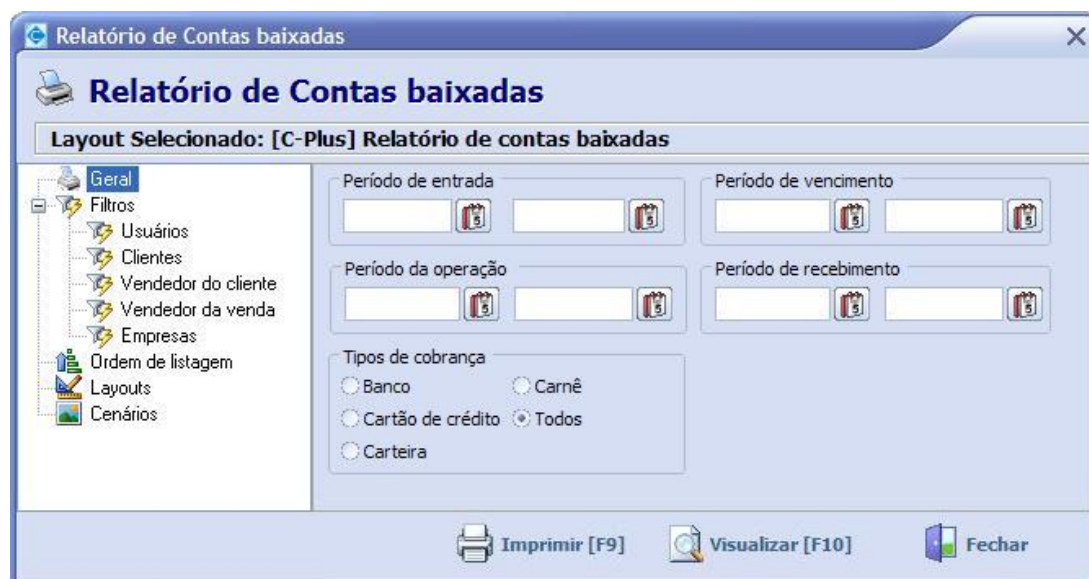 Relatório de Contas baixadas
Relatório de Contas baixadas
Layout Selecionado: [C-Plus] Relatório de contas baixadas
Geral
Filtros
Usuários
Clientes
Vendedor do cliente
Vendedor da venda
Empresas
Ordem de listagem
Layouts
Cenários
Período de entrada
Período de vencimento
Período da operação
Período de recebimento
Tipos de cobrança
Banco
Carnê
Cartão de crédito
Todos
Carteira
Imprimir [F9]
Visualizar [F10]
Fechar